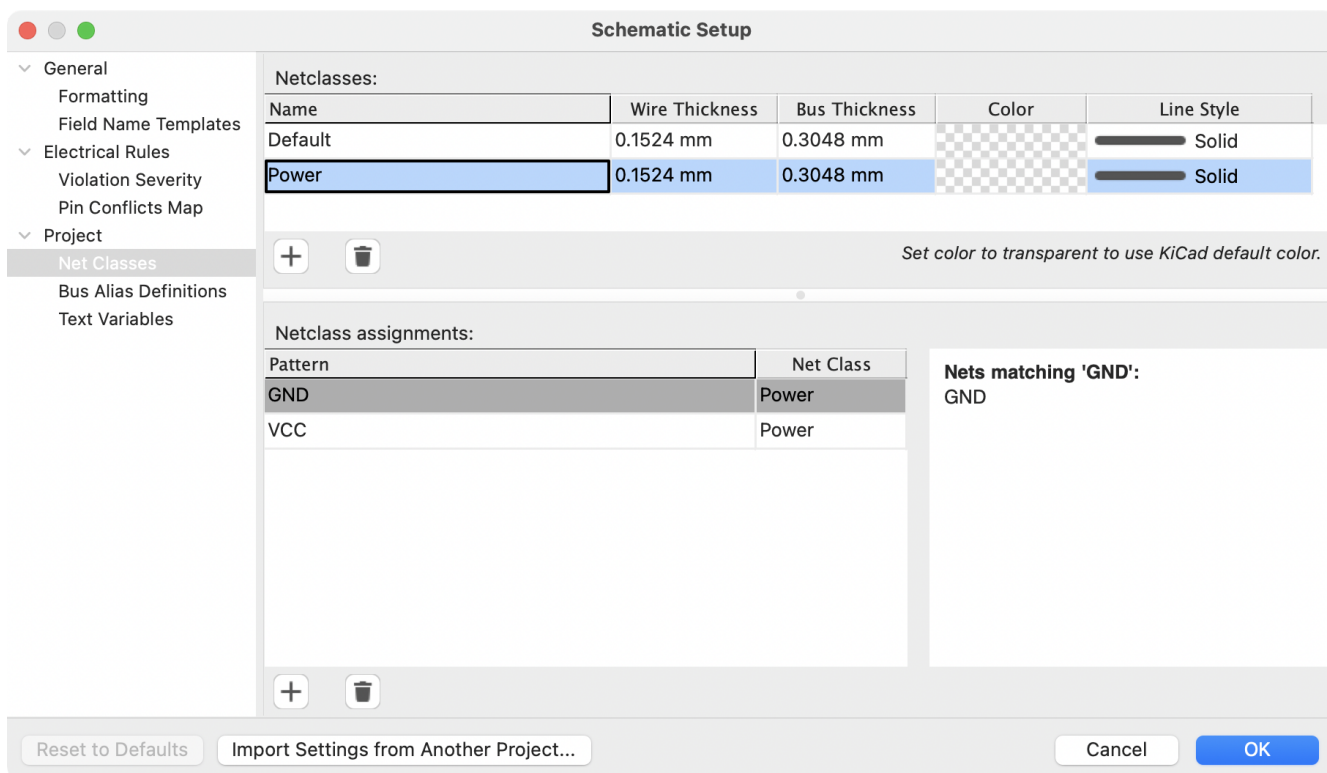 Schematic Setup
General
Formatting
Field Name Templates
Electrical Rules
Violation Severity
Pin Conflicts Map
Project
Net Classes
Bus Alias Definitions
Text Variables
Netclasses:
Name Wire Thickness Bus Thickness Color Line Style
Default 0.1524 mm 0.3048 mm Solid
Power 0.1524 mm 0.3048 mm Solid
Set color to transparent to use KiCad default color.
Netclass assignments:
Pattern Net Class
GND Power
VCC Power
Nets matching 'GND':
GND
Reset to Defaults Import Settings from Another Project... Cancel OK